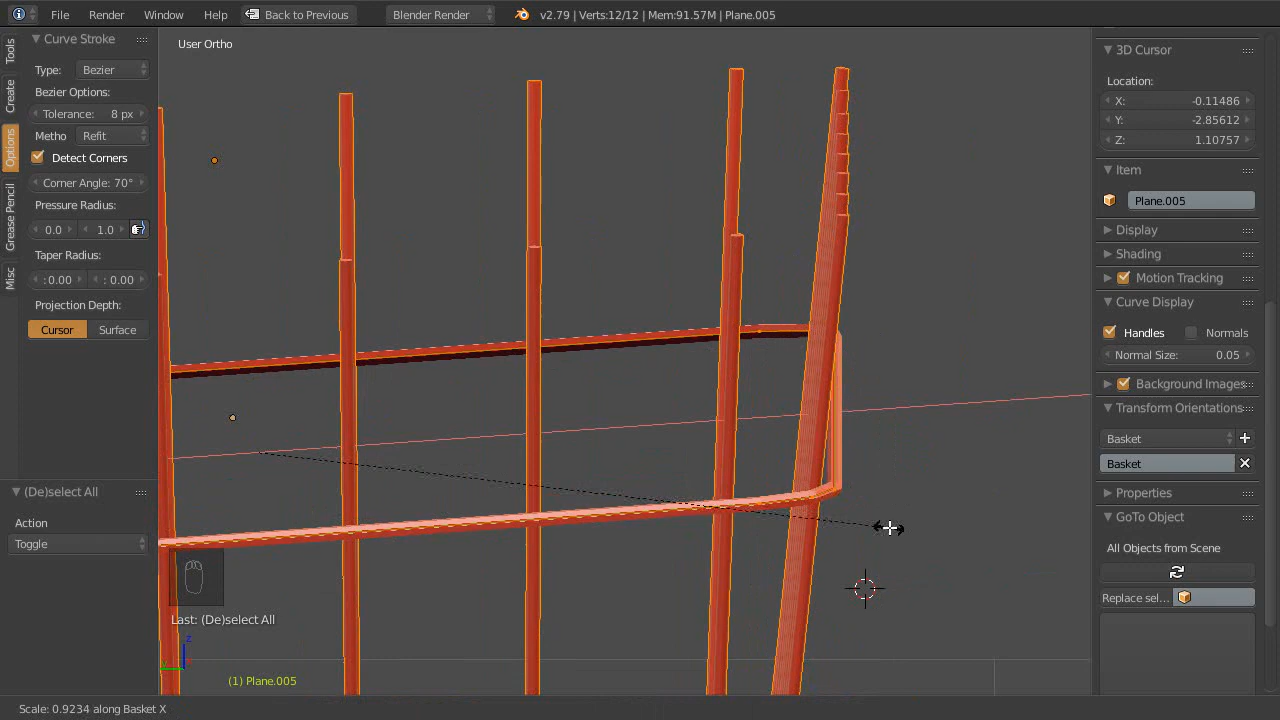 File Render Window Help Back to Previous Blender Render v2.79 | Verts:12/12 | Mem:91.57M | Plane.005
Tools
Create
Options
Grease Pencil
Misc
Curve Stroke
Type: Bezier
Bezier Options:
Tolerance: 8 px
Metho Refit
Detect Corners
Corner Angle: 70°
Pressure Radius:
0.0 1.0
Taper Radius:
: 0.00 : 0.00
Projection Depth:
Cursor Surface
(De)select All
Action
Toggle
User Ortho
Last: (De)select All
z
y
(1) Plane.005
3D Cursor
Location:
X: -0.11486
Y: -2.85612
Z: 1.10757
Item
Plane.005
Display
Shading
Motion Tracking
Curve Display
Handles Normals
Normal Size: 0.05
Background Images
Transform Orientations
Basket
Basket
Properties
GoTo Object
All Objects from Scene
Replace sel...
Scale: 0.9234 along Basket X